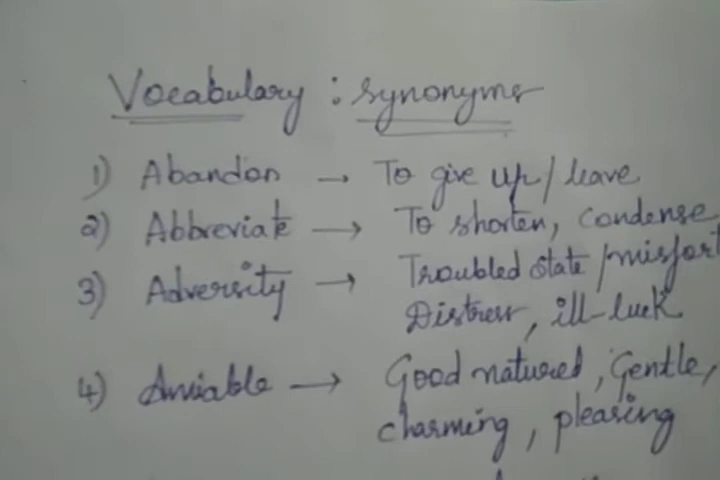 Vocabulary : synonyms
1) Abandon → To give up / leave
2) Abbreviate → To shorten, condense
3) Adversity → Troubled state / misfort
Distress, ill-luck
4) Amiable → Good natured, Gentle,
charming, pleasing